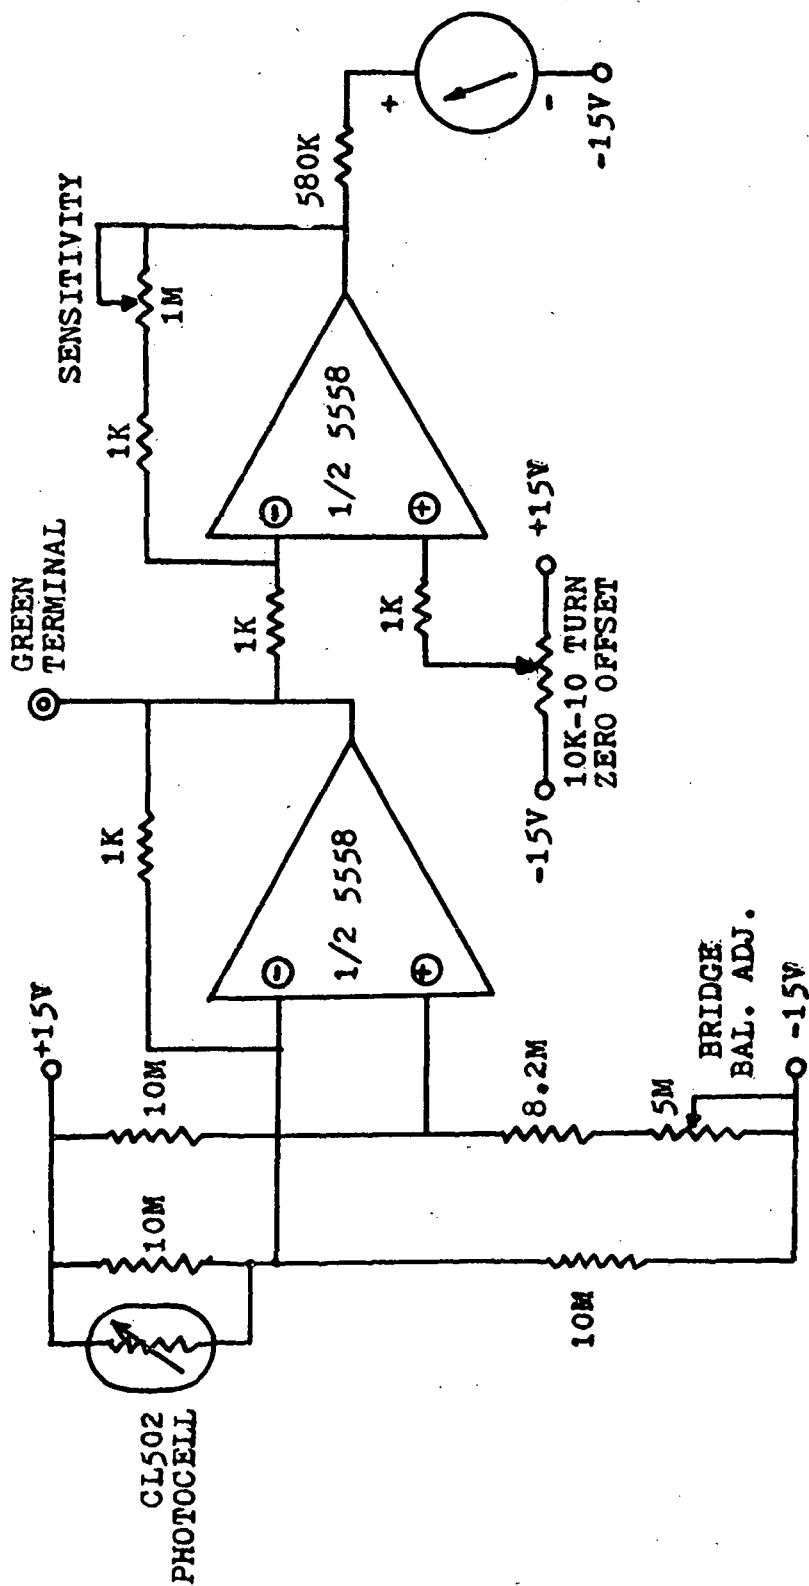 CL502
PHOTOCELL
10M
10M
+15V
10M
8.2M
5M
BRIDGE
BAL. ADJ.
-15V
1K
-
+
1/2 5558
GREEN
TERMINAL
1K
1K
-15V
+15V
10K-10 TURN
ZERO OFFSET
-
+
1/2 5558
1K
SENSITIVITY
1M
580K
+
-
-15V